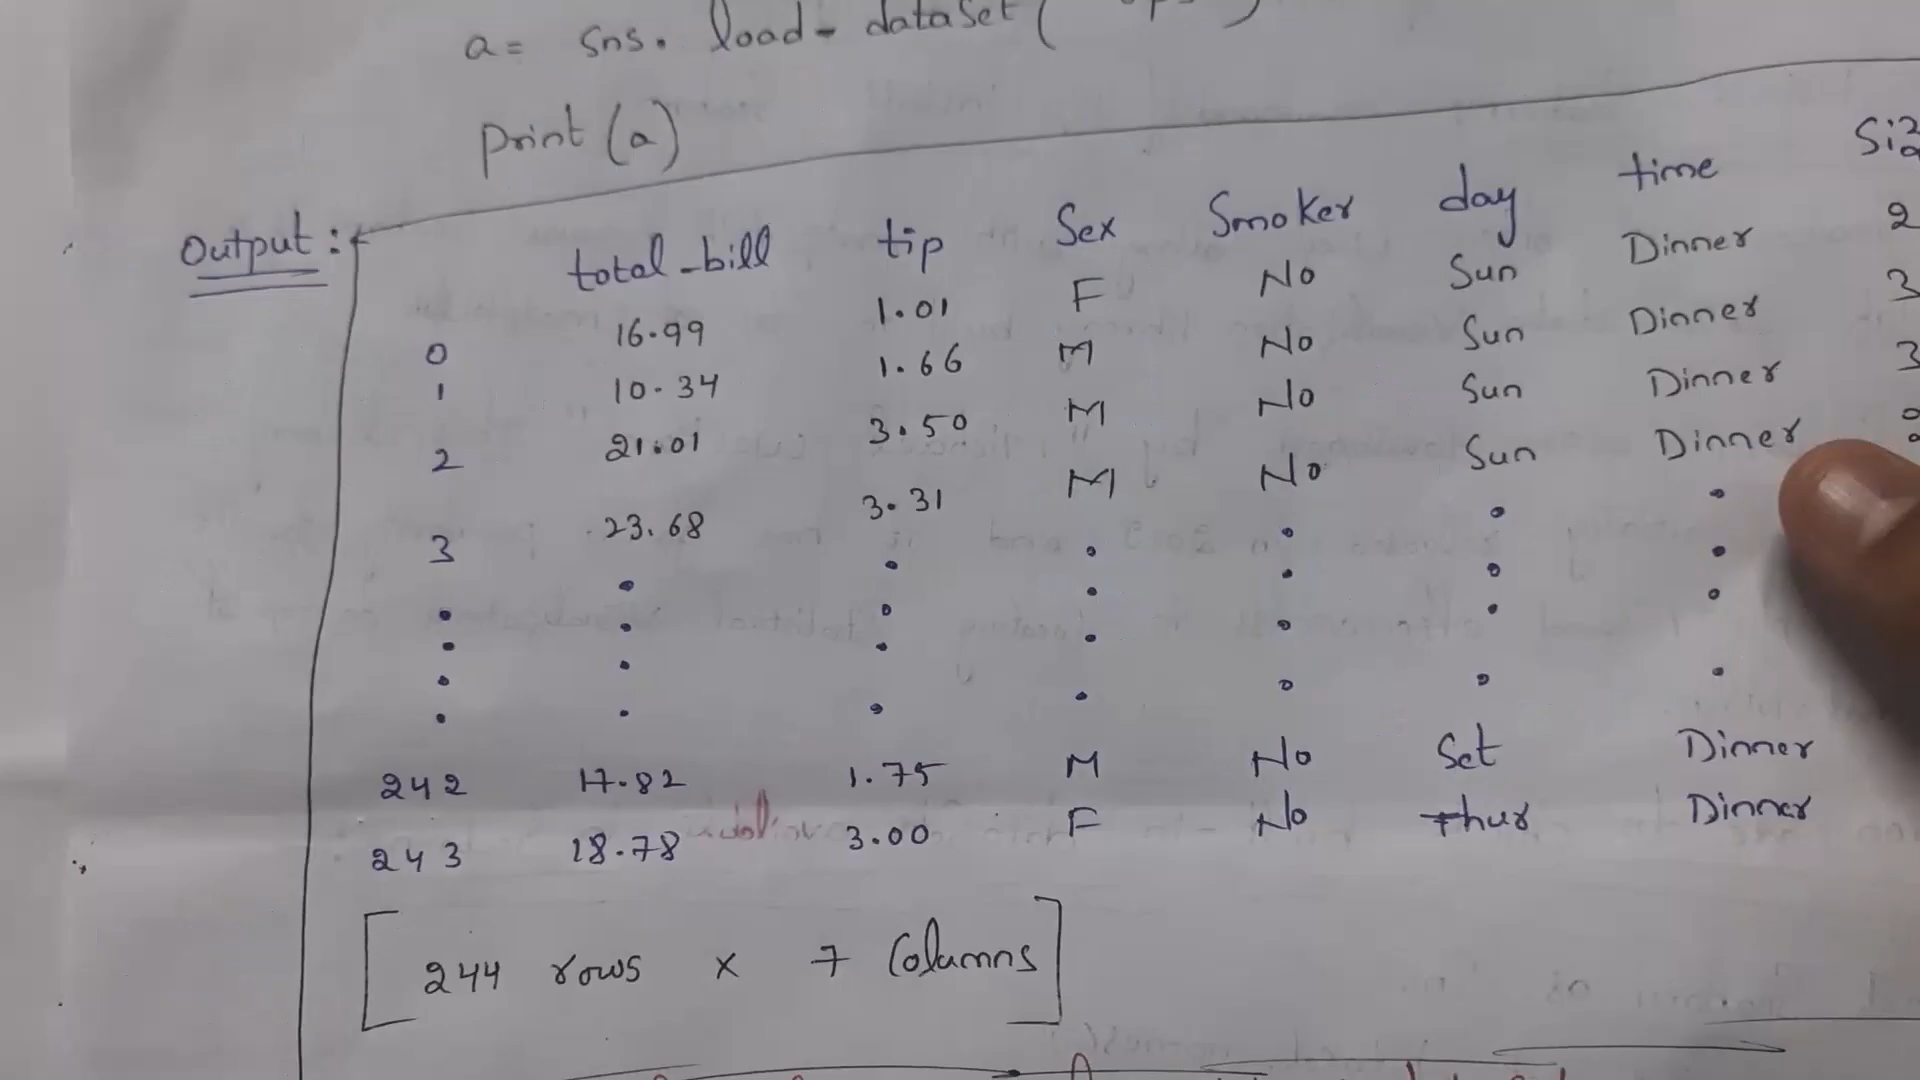 a= sns. load- dataset(
print (a)
Output :-
total_bill tip Sex Smoker day time
0 16.99 1.01 F No Sun Dinner 2
1 10.34 1.66 M No Sun Dinner 3
2 21.01 3.50 M No Sun Dinner 3
3 23.68 3.31 M No Sun Dinner
242 17.82 1.75 M No Sat Dinner
243 18.78 3.00 F No Thur Dinner
[244 rows x 7 Columns]